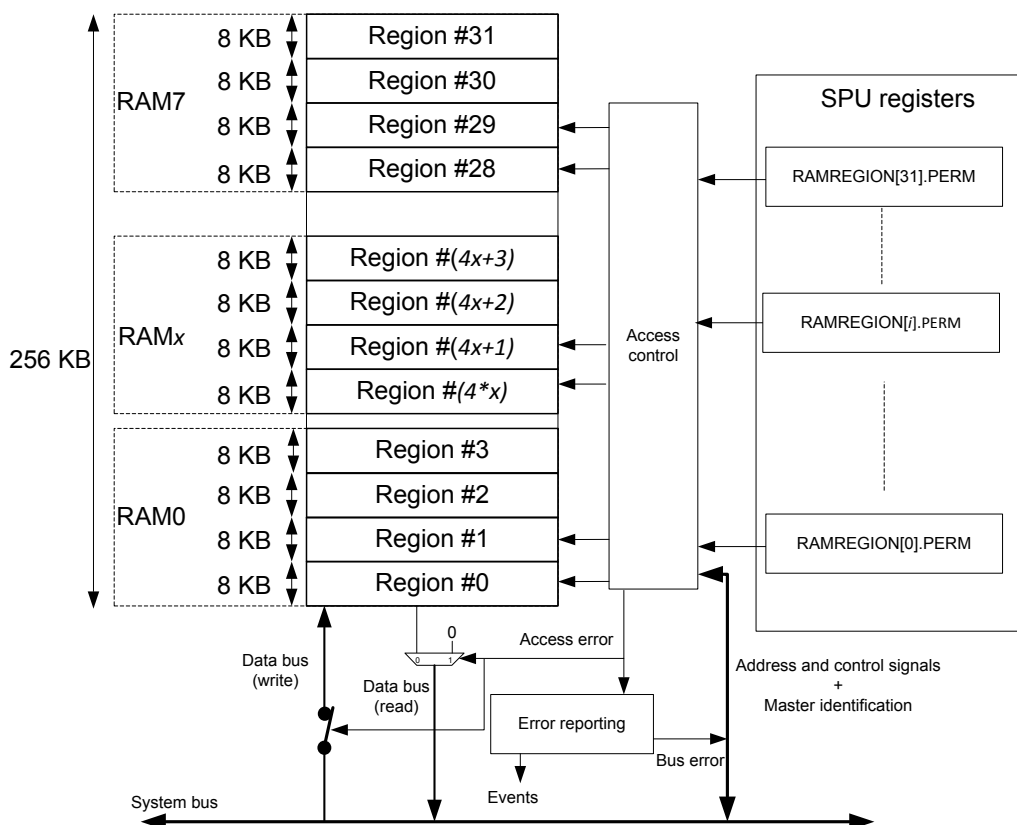 8 KB
Region #31
8 KB
Region #30
RAM7
8 KB
Region #29
8 KB
Region #28
SPU registers
RAMREGION[31].PERM
8 KB
Region #(4x+3)
8 KB
Region #(4x+2)
RAMx
8 KB
Region #(4x+1)
8 KB
Region #(4*x)
256 KB
Access
control
RAMREGION[i].PERM
8 KB
Region #3
8 KB
Region #2
RAM0
8 KB
Region #1
8 KB
Region #0
RAMREGION[0].PERM
0
0 1
Access error
Data bus
(write)
Data bus
(read)
Address and control signals
+
Master identification
Error reporting
Bus error
Events
System bus